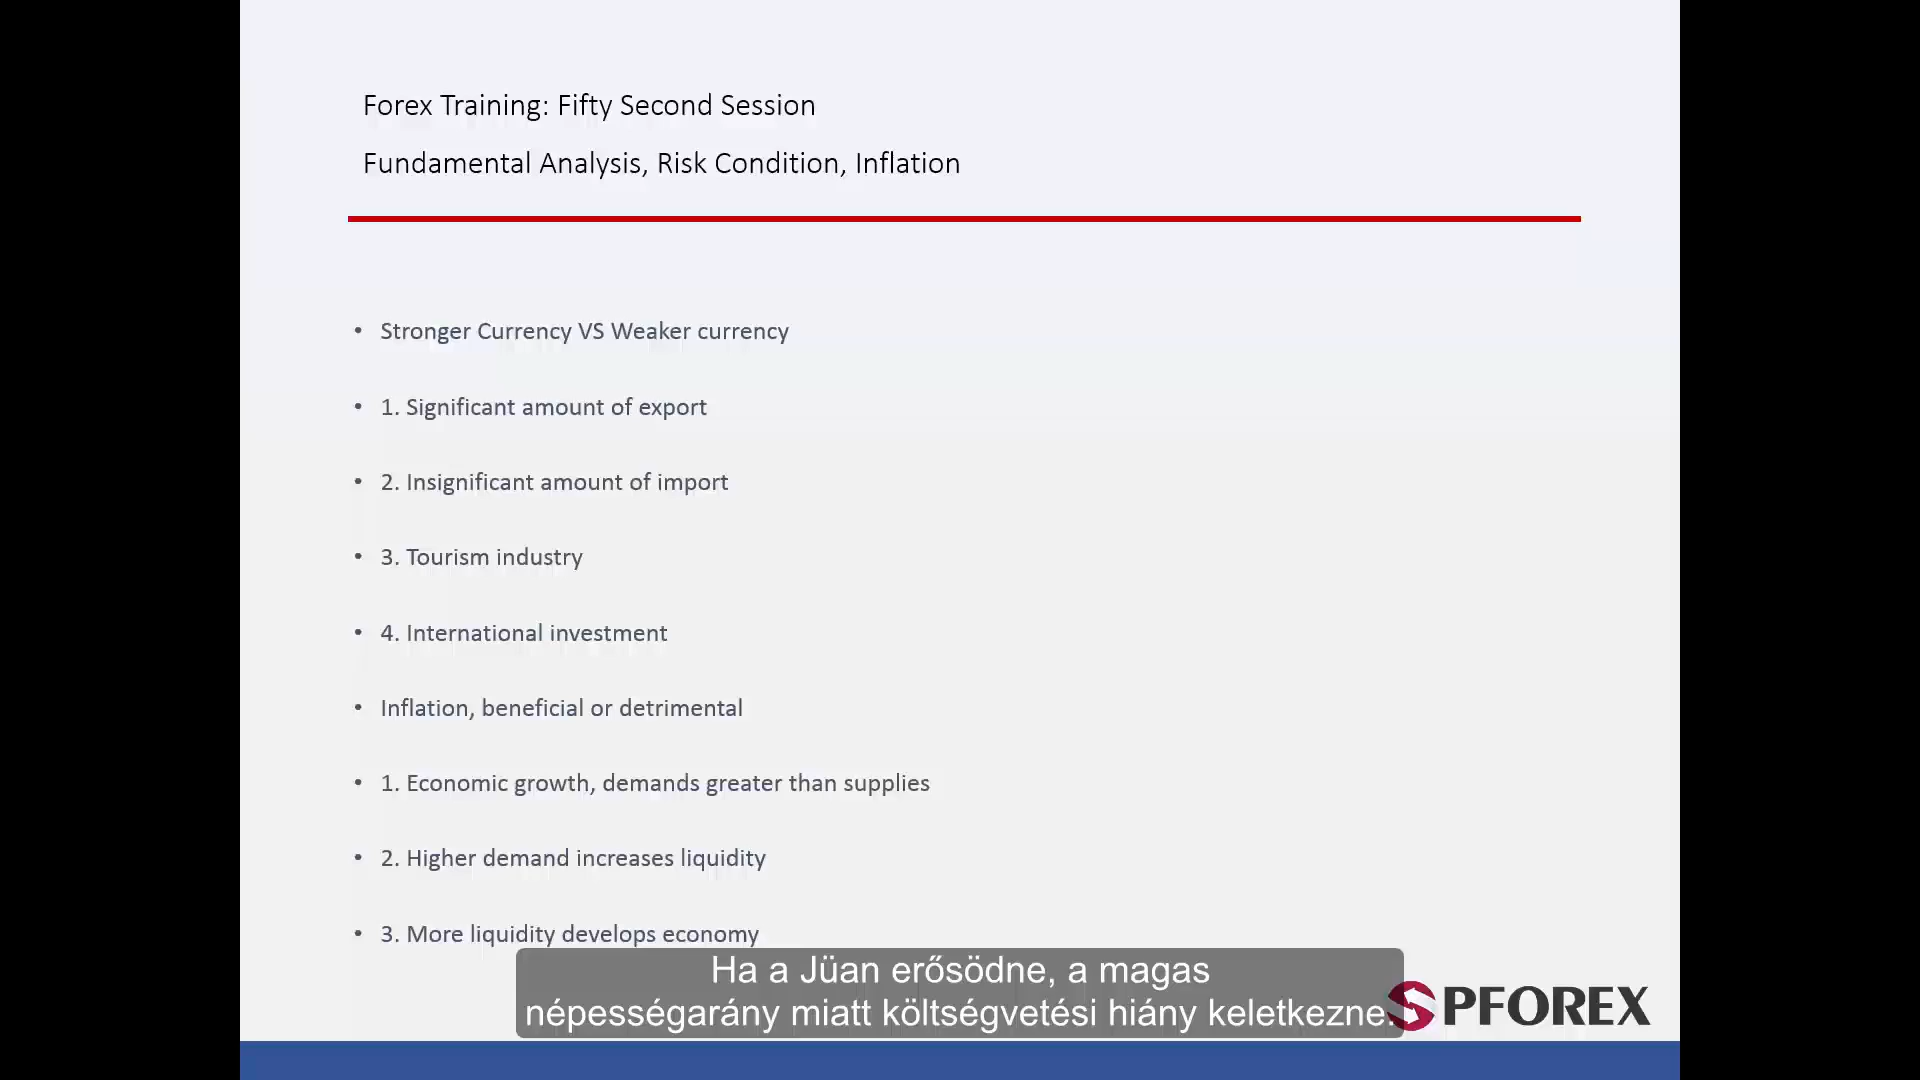 Forex Training: Fifty Second Session
Fundamental Analysis, Risk Condition, Inflation
• Stronger Currency VS Weaker currency
• 1. Significant amount of export
• 2. Insignificant amount of import
• 3. Tourism industry
• 4. International investment
• Inflation, beneficial or detrimental
• 1. Economic growth, demands greater than supplies
• 2. Higher demand increases liquidity
• 3. More liquidity develops economy
Ha a Jüan erősödne, a magas
népességarány miatt költségvetési hiány keletkezne.
SPFOREX